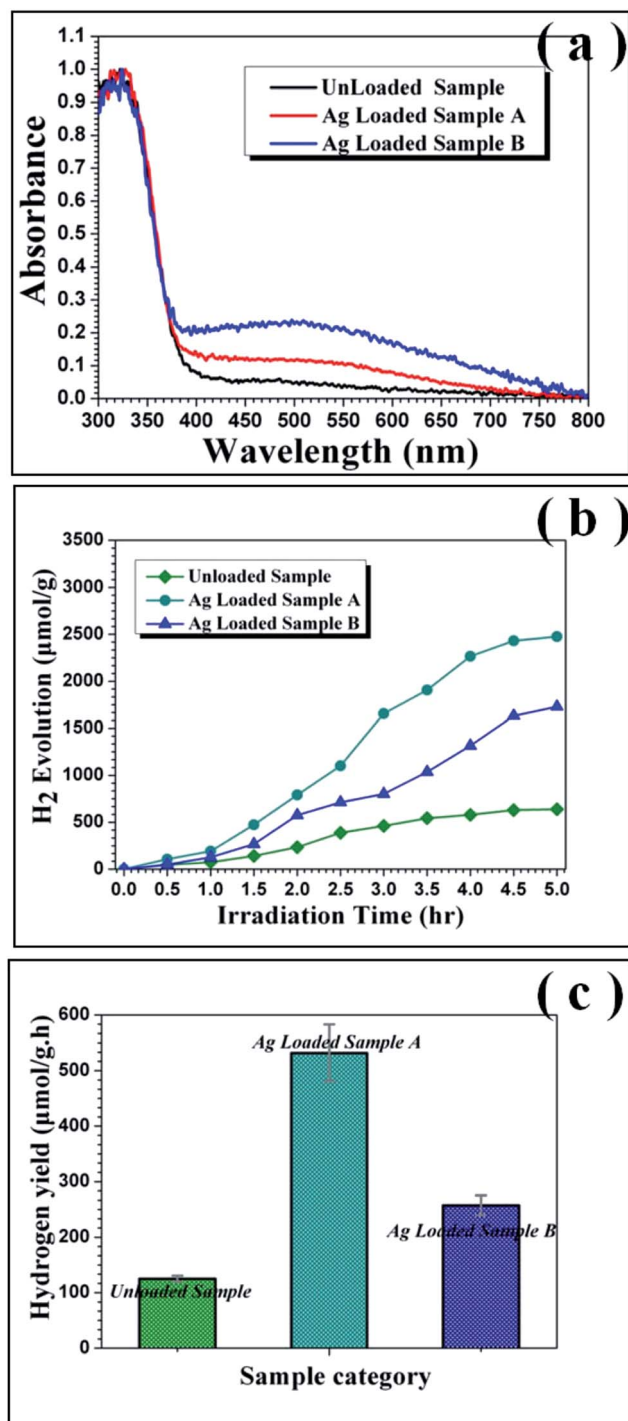 ( a )
1.1
1.0
0.9
0.8
0.7
0.6
0.5
0.4
0.3
0.2
0.1
0.0
Absorbance
UnLoaded Sample
Ag Loaded Sample A
Ag Loaded Sample B
300 350 400 450 500 550 600 650 700 750 800
Wavelength (nm)
( b )
3500
3000
2500
2000
1500
1000
500
0
H2 Evolution (μmol/g)
Unloaded Sample
Ag Loaded Sample A
Ag Loaded Sample B
0.0 0.5 1.0 1.5 2.0 2.5 3.0 3.5 4.0 4.5 5.0
Irradiation Time (hr)
( c )
600
500
400
300
200
100
0
Hydrogen yield (μmol/g.h)
Ag Loaded Sample A
Ag Loaded Sample B
Unloaded Sample
Sample category